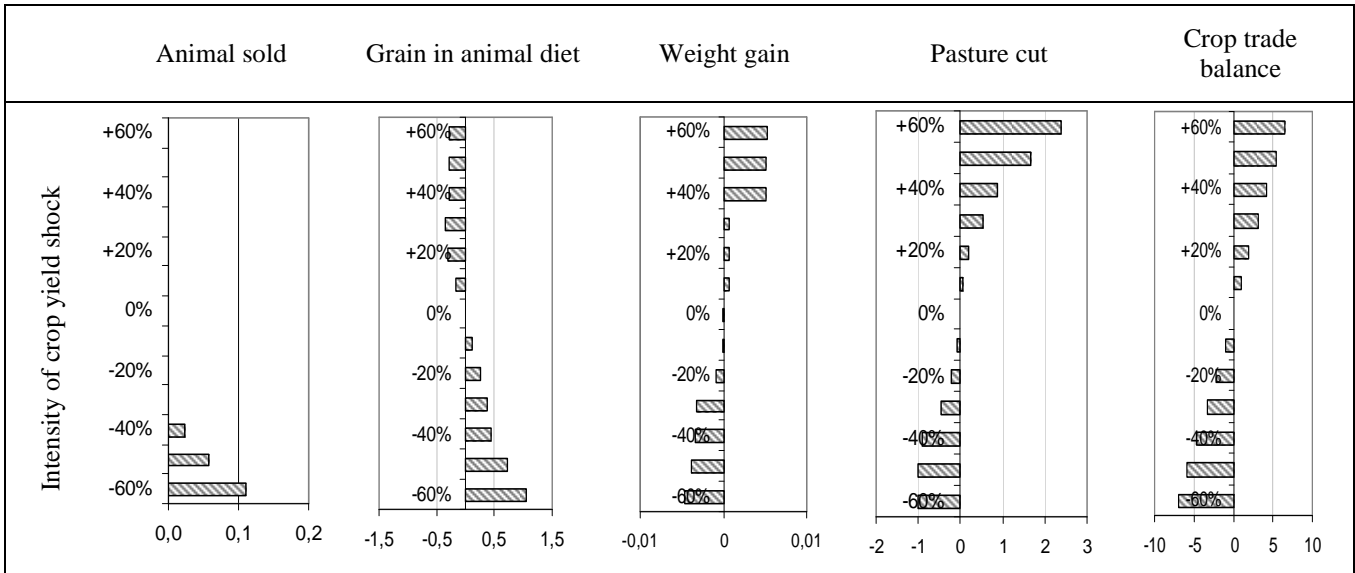 Animal sold
Grain in animal diet
Weight gain
Pasture cut
Crop trade
balance
Intensity of crop yield shock
+60%
+40%
+20%
0%
-20%
-40%
-60%
0,0 0,1 0,2
+60%
+40%
+20%
0%
-20%
-40%
-60%
-1,5 -0,5 0,5 1,5
+60%
+40%
+20%
0%
-20%
-40%
-60%
-0,01 0 0,01
+60%
+40%
+20%
0%
-20%
-40%
-60%
-2 -1 0 1 2 3
+60%
+40%
+20%
0%
-20%
-40%
-60%
-10 -5 0 5 10